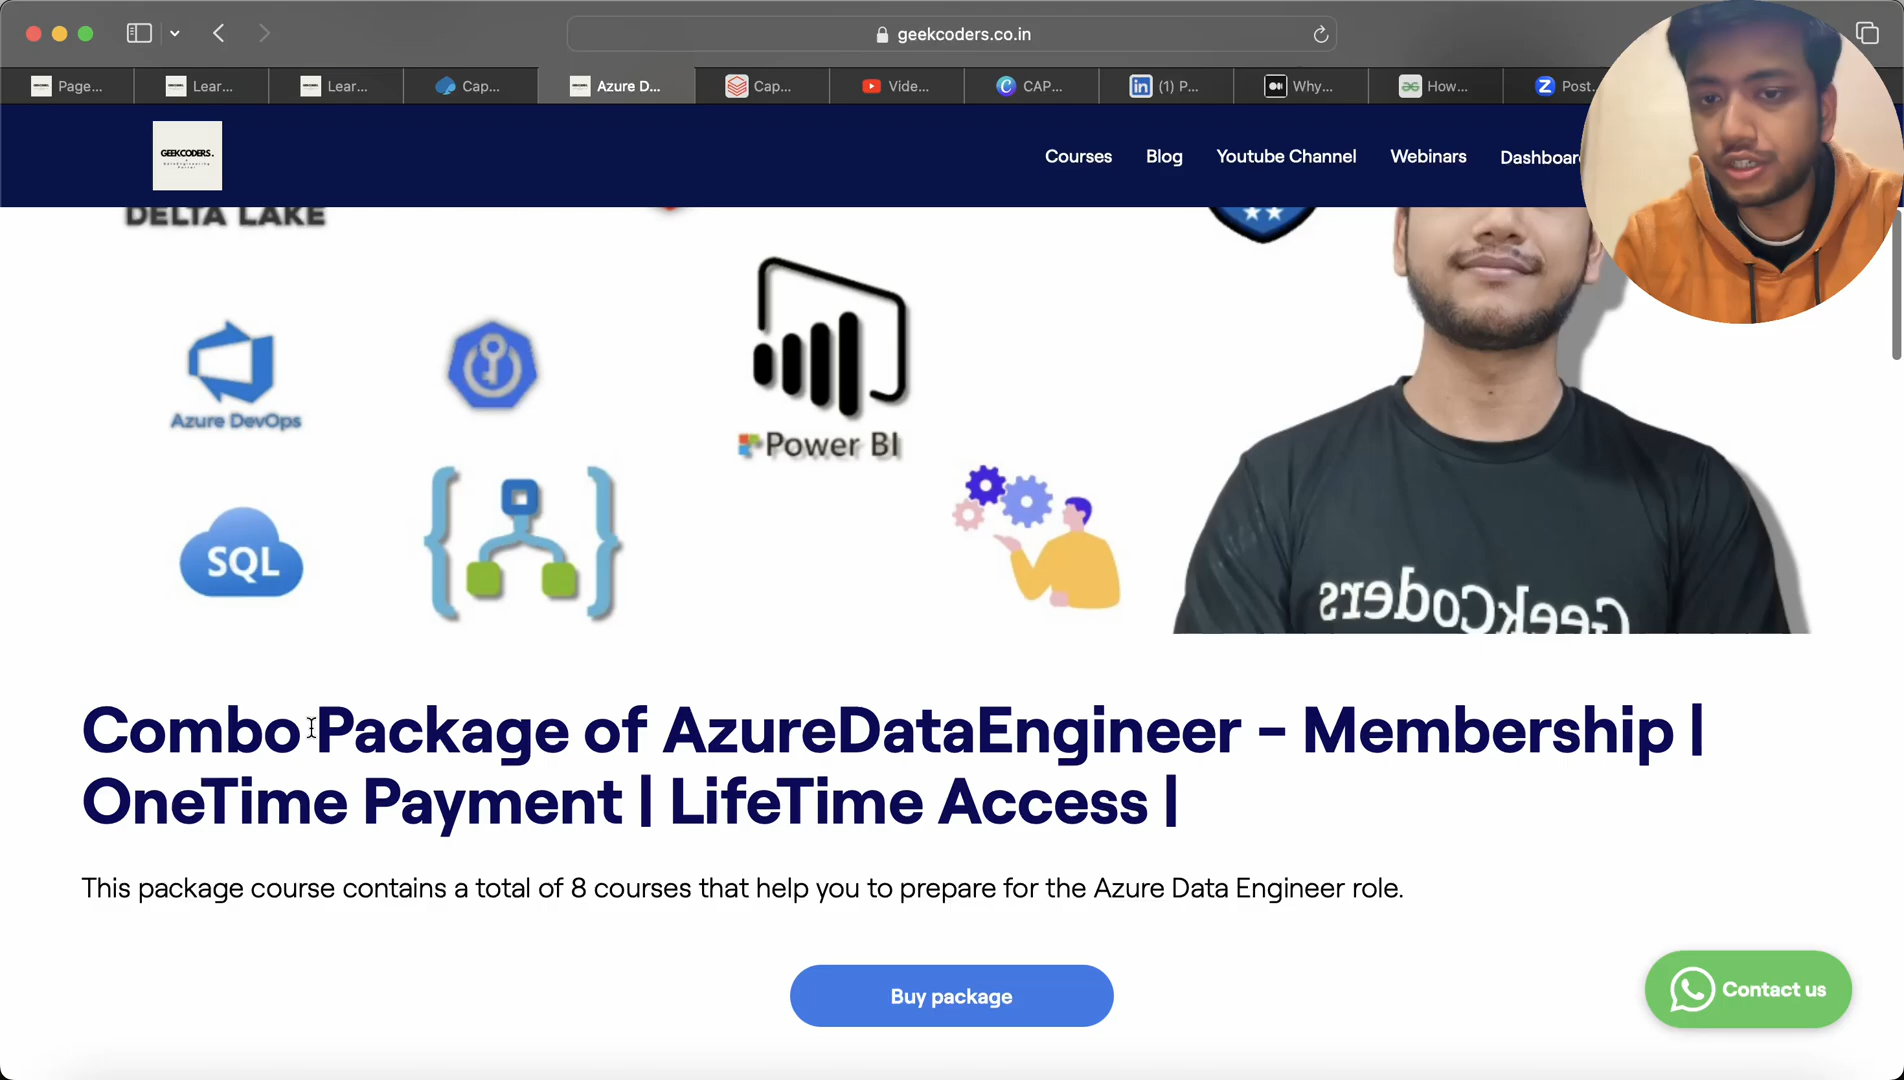 geekcoders.co.in
Page...
Lear...
Lear...
Cap...
Azure D...
Cap...
Vide...
CAP...
(1) P...
Why...
How...
Post.
GEEKCODERS.
Courses
Blog
Youtube Channel
Webinars
Dashboar
DELTA LAKE
Azure DevOps
Power BI
SQL
GeekCoders
Combo Package of AzureDataEngineer - Membership |
OneTime Payment | LifeTime Access |
This package course contains a total of 8 courses that help you to prepare for the Azure Data Engineer role.
Buy package
Contact us